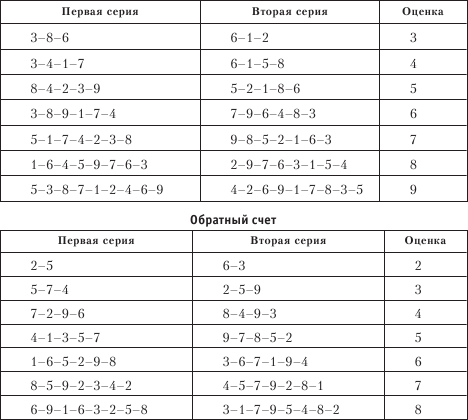 Первая серия Вторая серия Оценка
3–8–6 6–1–2 3
3–4–1–7 6–1–5–8 4
8–4–2–3–9 5–2–1–8–6 5
3–8–9–1–7–4 7–9–6–4–8–3 6
5–1–7–4–2–3–8 9–8–5–2–1–6–3 7
1–6–4–5–9–7–6–3 2–9–7–6–3–1–5–4 8
5–3–8–7–1–2–4–6–9 4–2–6–9–1–7–8–3–5 9
Обратный счет
Первая серия Вторая серия Оценка
2–5 6–3 2
5–7–4 2–5–9 3
7–2–9–6 8–4–9–3 4
4–1–3–5–7 9–7–8–5–2 5
1–6–5–2–9–8 3–6–7–1–9–4 6
8–5–9–2–3–4–2 4–5–7–9–2–8–1 7
6–9–1–6–3–2–5–8 3–1–7–9–5–4–8–2 8